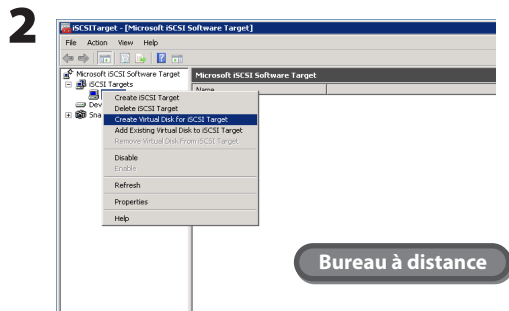 2
iSCSITarget - [Microsoft iSCSI Software Target]
File Action View Help
Microsoft iSCSI Software Target
iSCSI Targets
Dev
Sna
Microsoft iSCSI Software Target
Name
Create iSCSI Target
Delete iSCSI Target
Create Virtual Disk for iSCSI Target
Add Existing Virtual Disk to iSCSI Target
Remove Virtual Disk From iSCSI Target
Disable
Enable
Refresh
Properties
Help
Bureau à distance